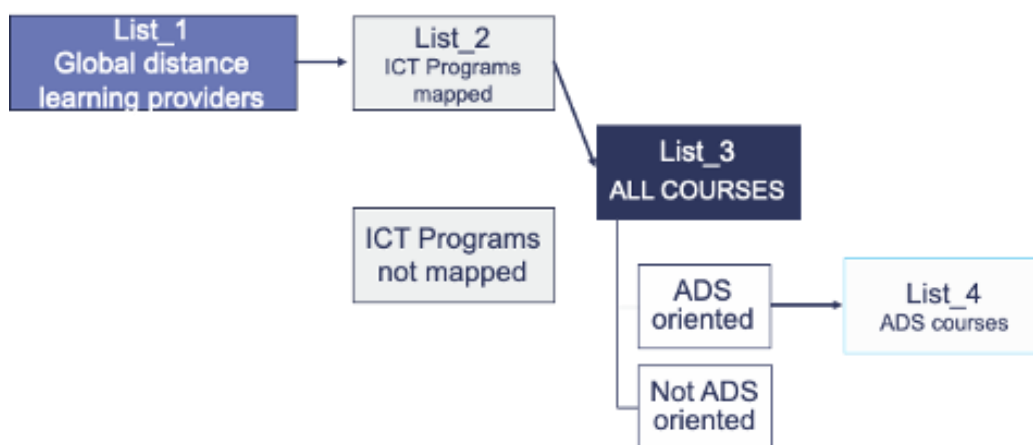 List_1
Global distance
learning providers
List_2
ICT Programs
mapped
List_3
ALL COURSES
ICT Programs
not mapped
ADS
oriented
List_4
ADS courses
Not ADS
oriented